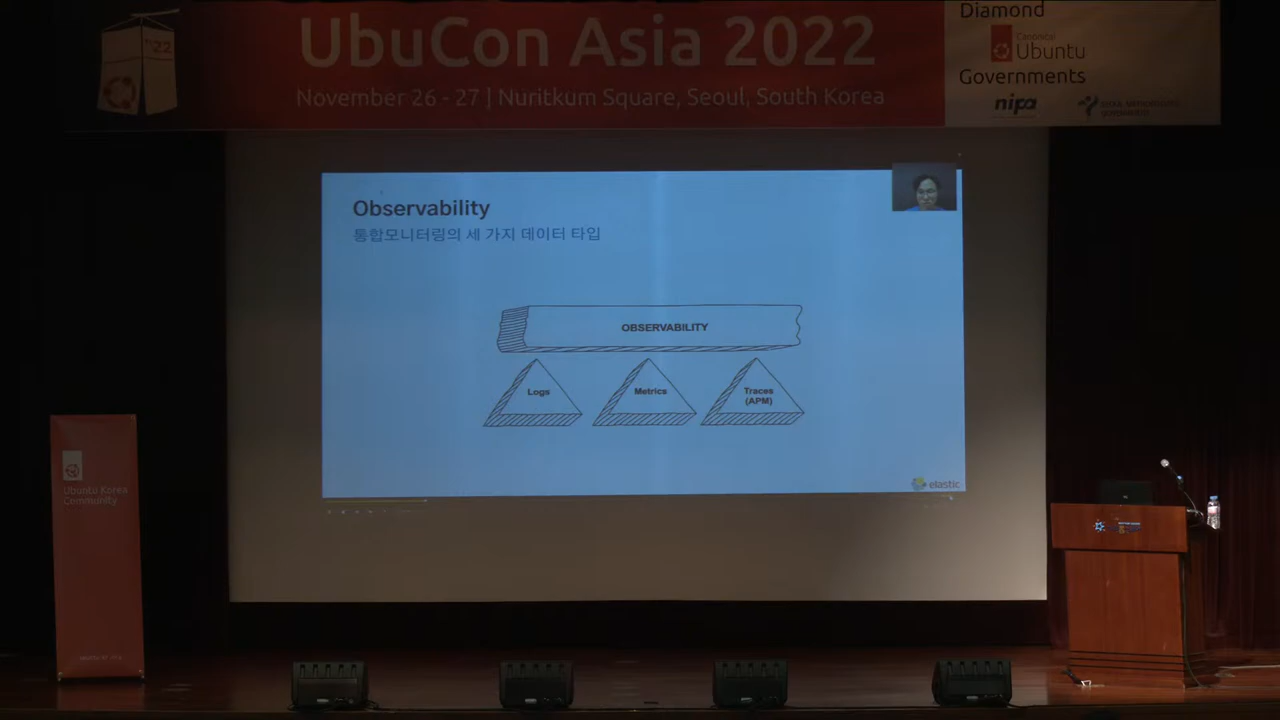 UbuCon Asia 2022
November 26 - 27 | Nuritkum Square, Seoul, South Korea
22
Diamond
Canonical
Ubuntu
Governments
nipa
Observability
통합모니터링의 세 가지 데이터 타입
OBSERVABILITY
Logs
Metrics
Traces
(APM)
elastic
Ubuntu Korea
Community